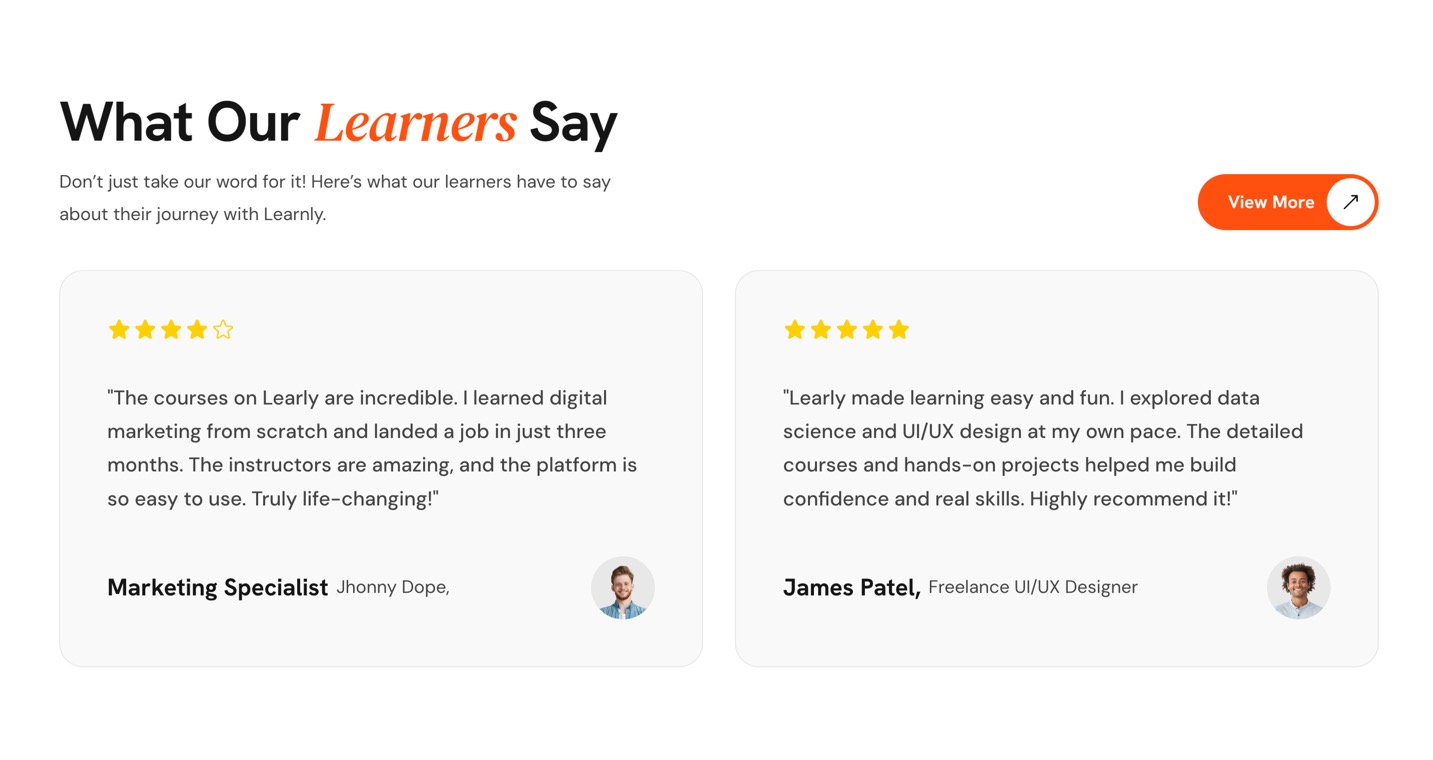 What Our Learners Say
Don’t just take our word for it! Here’s what our learners have to say
about their journey with Learnly.
View More
"The courses on Learly are incredible. I learned digital
marketing from scratch and landed a job in just three
months. The instructors are amazing, and the platform is
so easy to use. Truly life-changing!"
Marketing Specialist Jhonny Dope,
"Learly made learning easy and fun. I explored data
science and UI/UX design at my own pace. The detailed
courses and hands-on projects helped me build
confidence and real skills. Highly recommend it!"
James Patel, Freelance UI/UX Designer